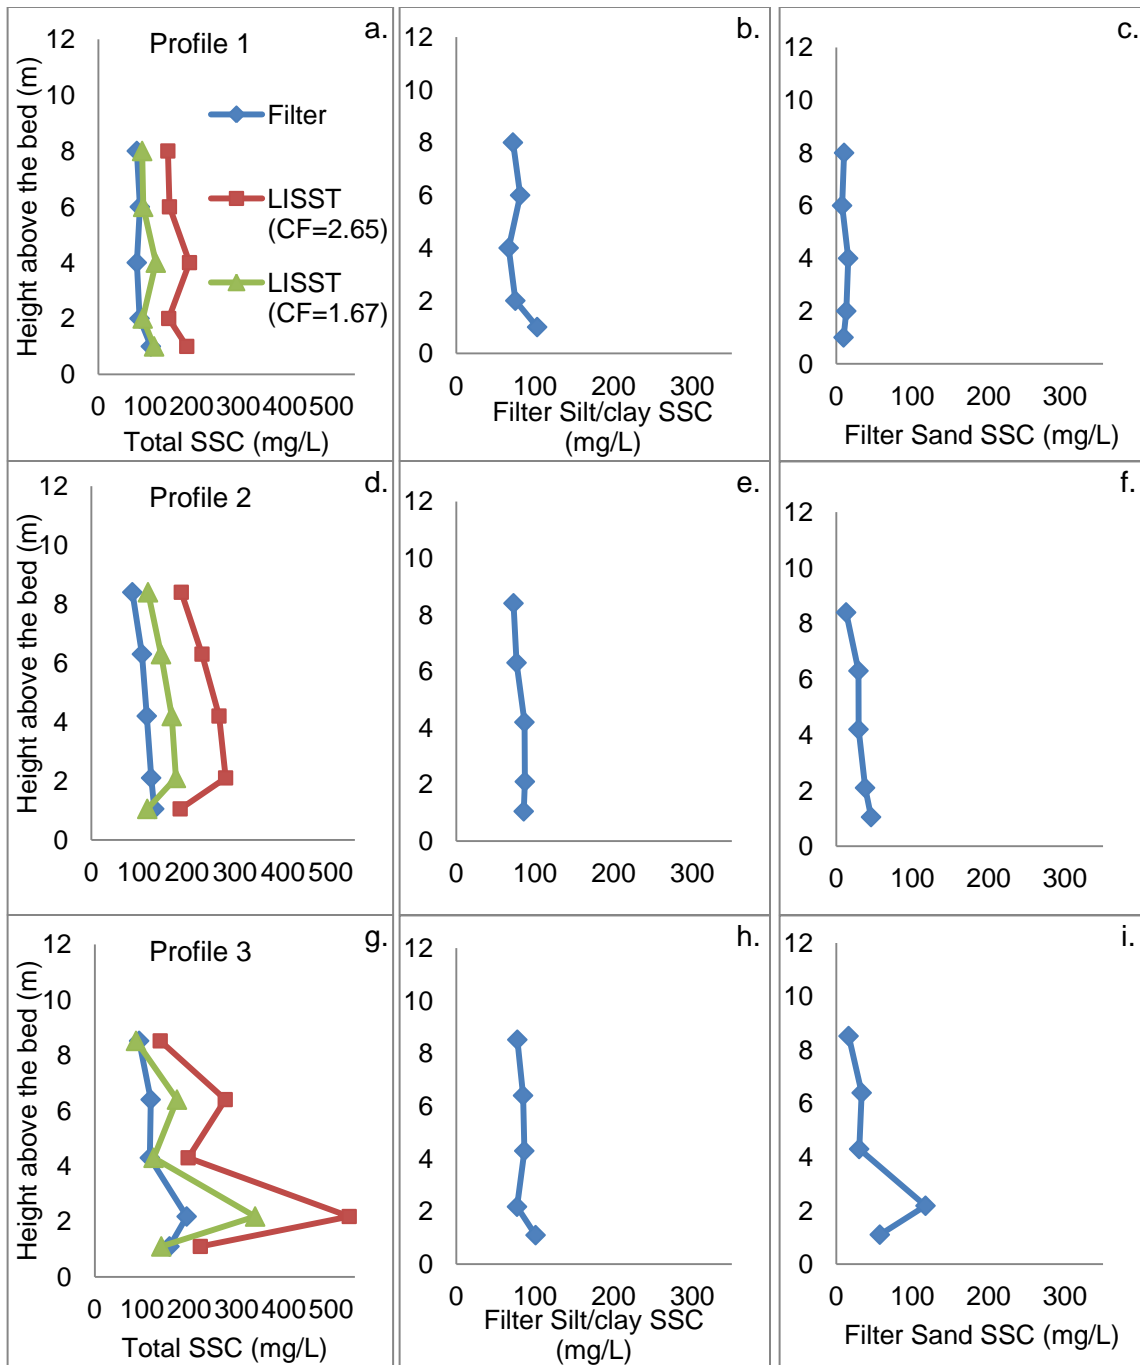 a.
Profile 1
Height above the bed (m)
12
10
8
6
4
2
0
Filter
LISST
(CF=2.65)
LISST
(CF=1.67)
0 100 200 300 400 500
Total SSC (mg/L)
b.
12
10
8
6
4
2
0
0 100 200 300
Filter Silt/clay SSC
(mg/L)
c.
12
10
8
6
4
2
0
0 100 200 300
Filter Sand SSC (mg/L)
d.
Profile 2
Height above the bed (m)
12
10
8
6
4
2
0
0 100 200 300 400 500
e.
12
10
8
6
4
2
0
0 100 200 300
f.
12
10
8
6
4
2
0
0 100 200 300
g.
Profile 3
Height above the bed (m)
12
10
8
6
4
2
0
0 100 200 300 400 500
Total SSC (mg/L)
h.
12
10
8
6
4
2
0
0 100 200 300
Filter Silt/clay SSC
(mg/L)
i.
12
10
8
6
4
2
0
0 100 200 300
Filter Sand SSC (mg/L)